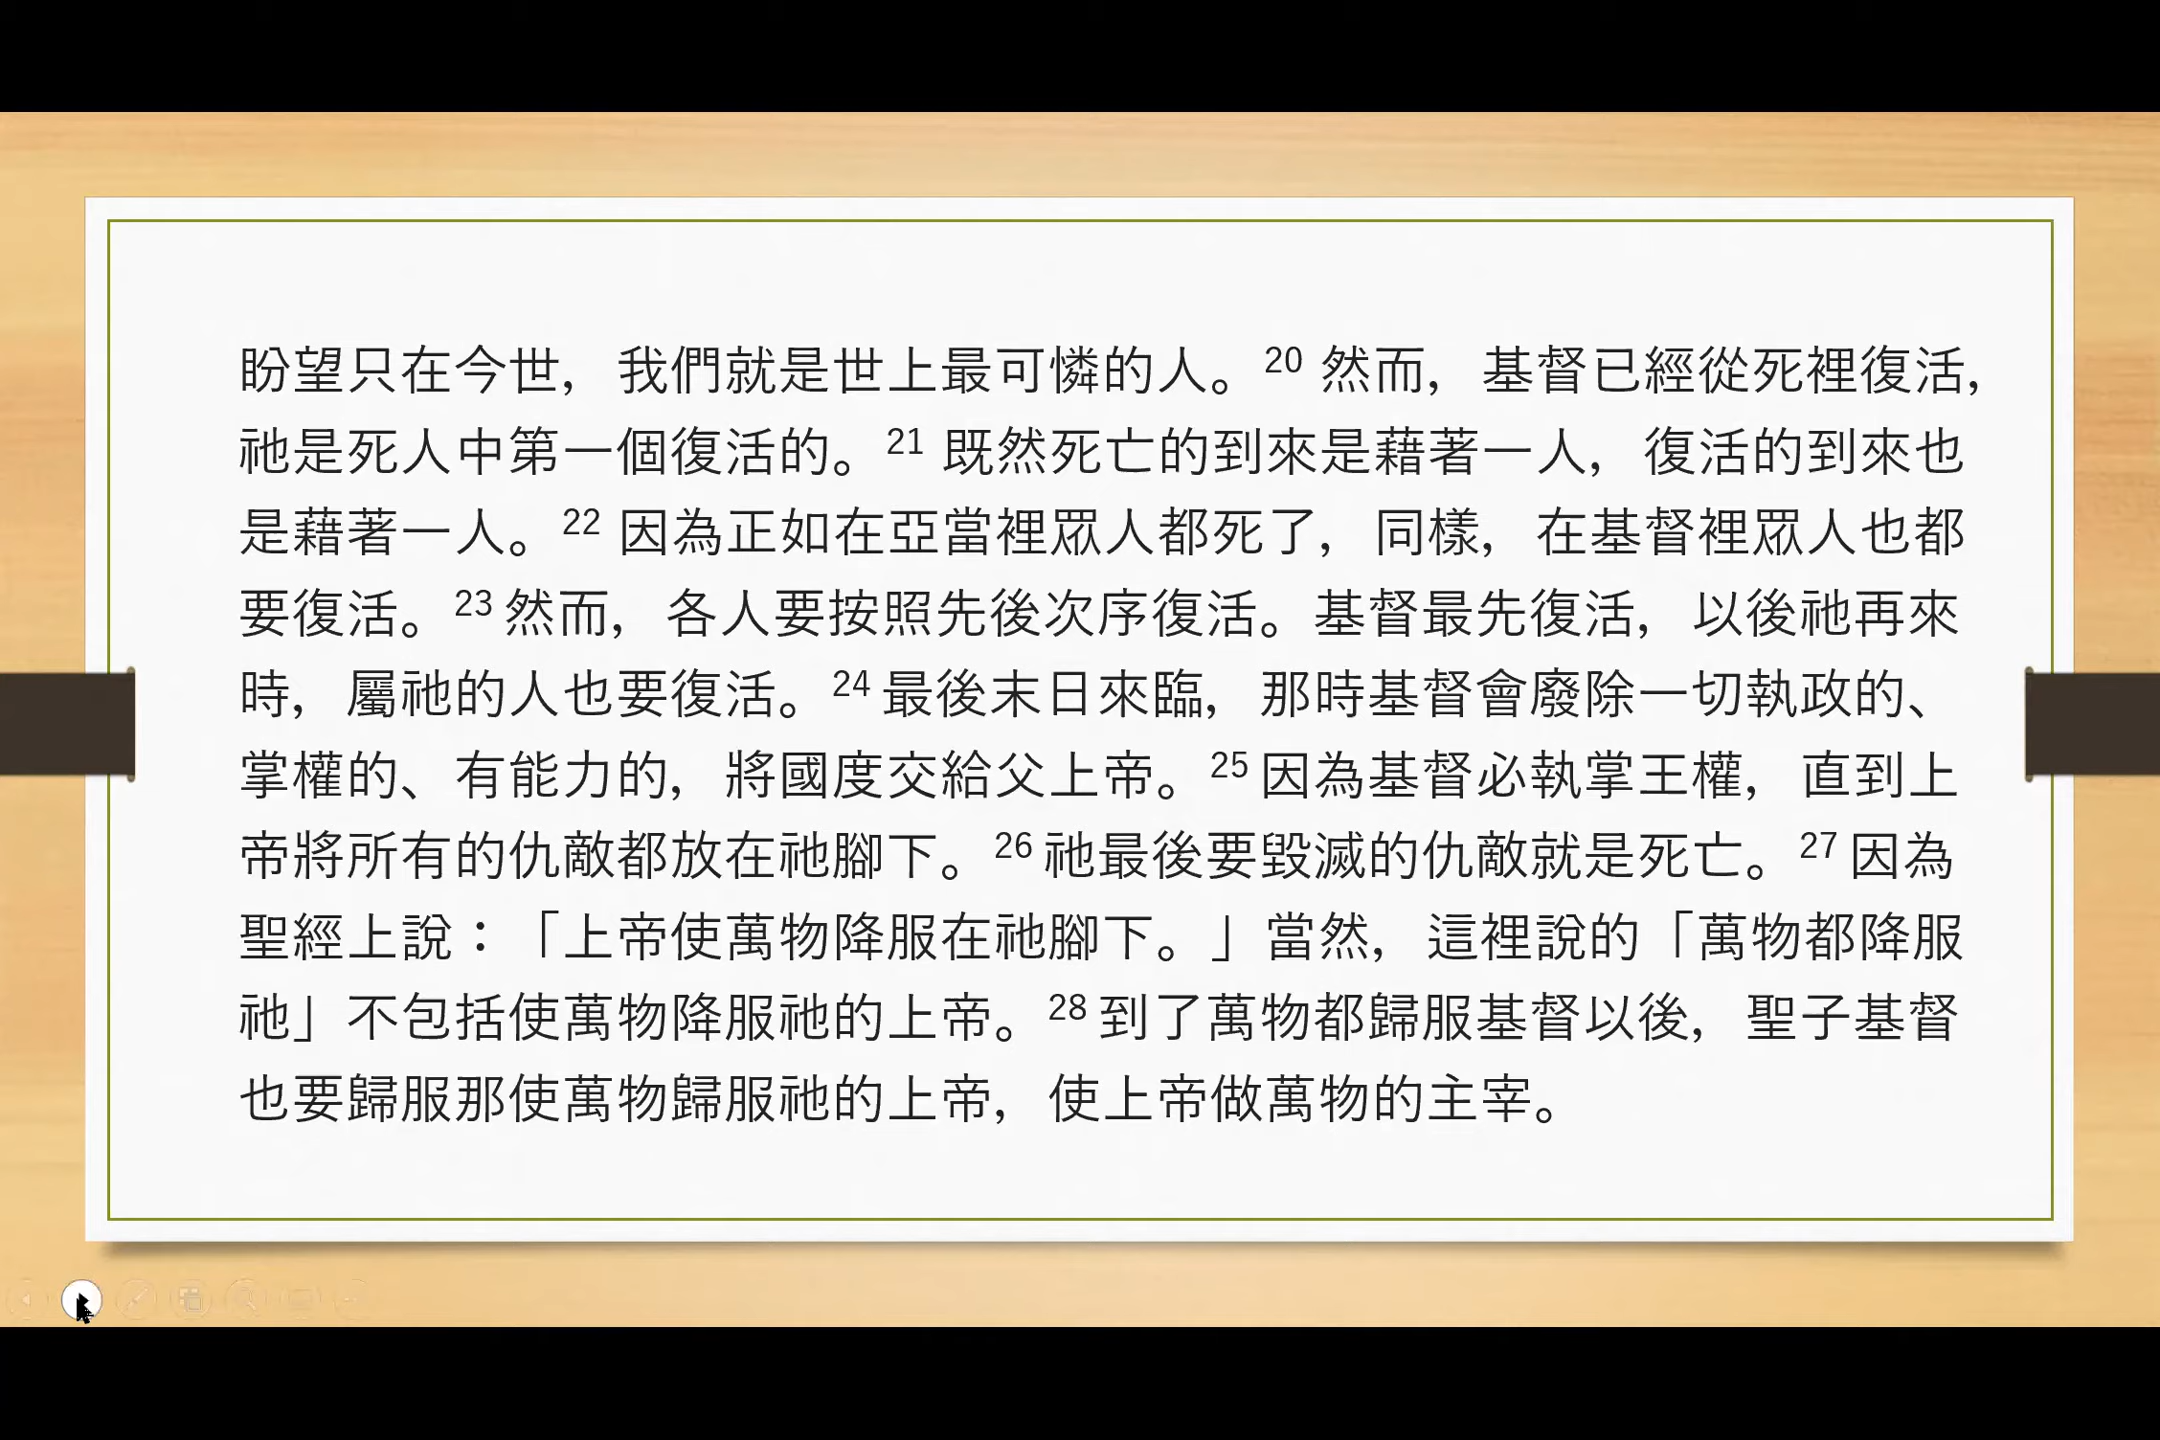 盼望只在今世，我們就是世上最可憐的人。20 然而，基督已經從死裡復活，
祂是死人中第一個復活的。21 既然死亡的到來是藉著一人，復活的到來也
是藉著一人。22 因為正如在亞當裡眾人都死了，同樣，在基督裡眾人也都
要復活。23 然而，各人要按照先後次序復活。基督最先復活，以後祂再來
時，屬祂的人也要復活。24 最後末日來臨，那時基督會廢除一切執政的、
掌權的、有能力的，將國度交給父上帝。25 因為基督必執掌王權，直到上
帝將所有的仇敵都放在祂腳下。26 祂最後要毀滅的仇敵就是死亡。27 因為
聖經上說：「上帝使萬物降服在祂腳下。」當然，這裡說的「萬物都降服
祂」不包括使萬物降服祂的上帝。28 到了萬物都歸服基督以後，聖子基督
也要歸服那使萬物歸服祂的上帝，使上帝做萬物的主宰。